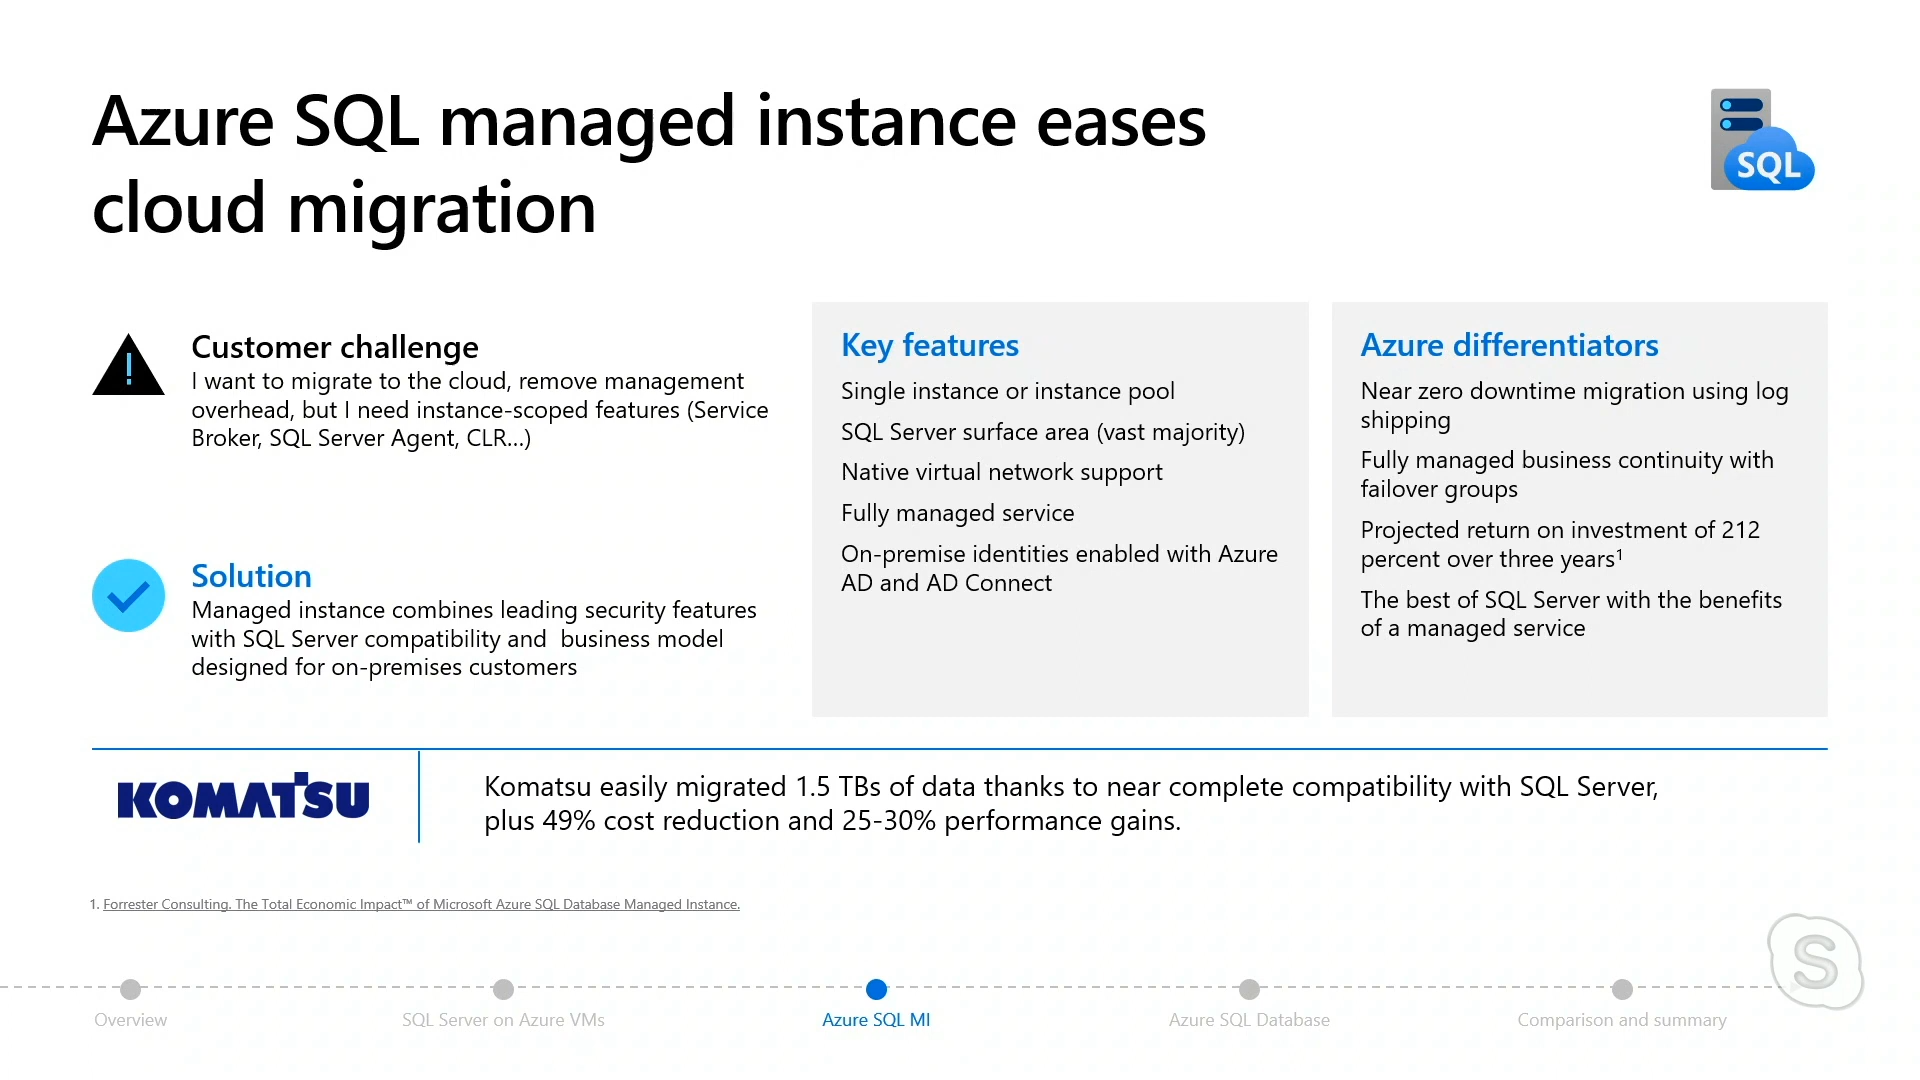 Azure SQL managed instance eases
cloud migration
SQL
Customer challenge
I want to migrate to the cloud, remove management
overhead, but I need instance-scoped features (Service
Broker, SQL Server Agent, CLR…)
Solution
Managed instance combines leading security features
with SQL Server compatibility and  business model
designed for on-premises customers
Key features
Single instance or instance pool
SQL Server surface area (vast majority)
Native virtual network support
Fully managed service
On-premise identities enabled with Azure
AD and AD Connect
Azure differentiators
Near zero downtime migration using log
shipping
Fully managed business continuity with
failover groups
Projected return on investment of 212
percent over three years¹
The best of SQL Server with the benefits
of a managed service
KOMATSU
Komatsu easily migrated 1.5 TBs of data thanks to near complete compatibility with SQL Server,
plus 49% cost reduction and 25-30% performance gains.
1. Forrester Consulting. The Total Economic Impact™ of Microsoft Azure SQL Database Managed Instance.
S
Overview
SQL Server on Azure VMs
Azure SQL MI
Azure SQL Database
Comparison and summary